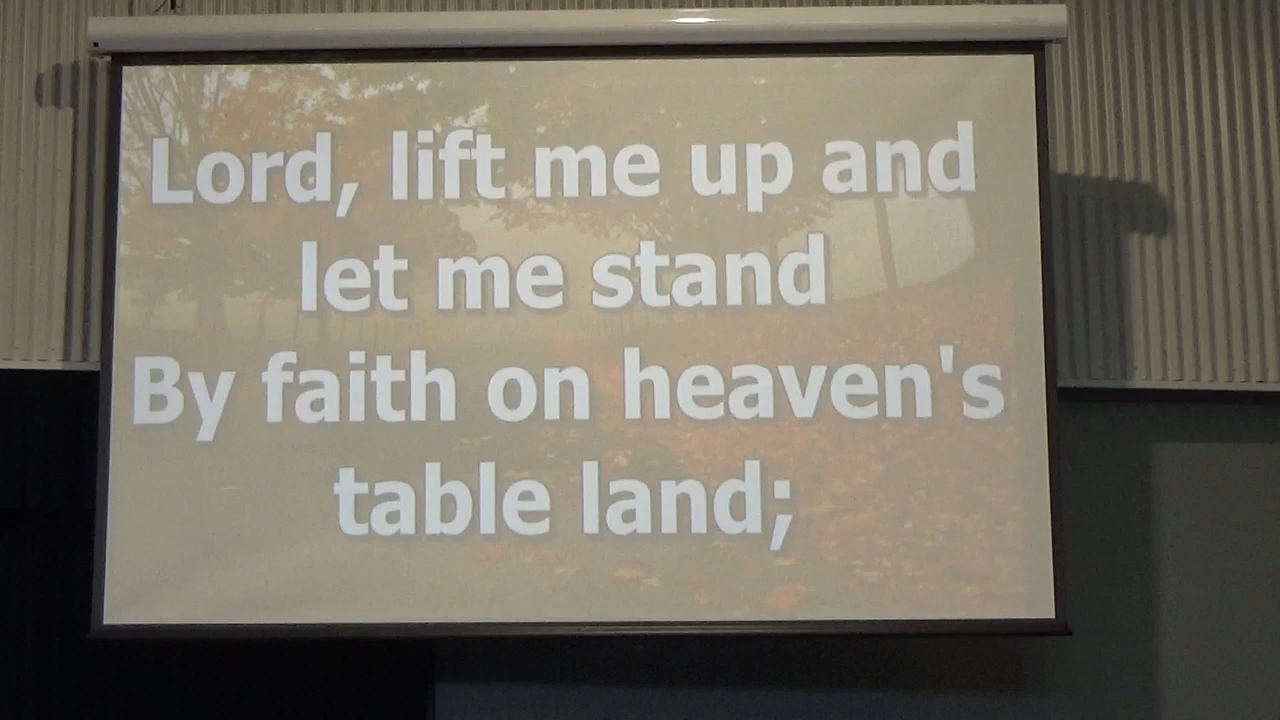 Lord, lift me up and
let me stand
By faith on heaven's
table land;